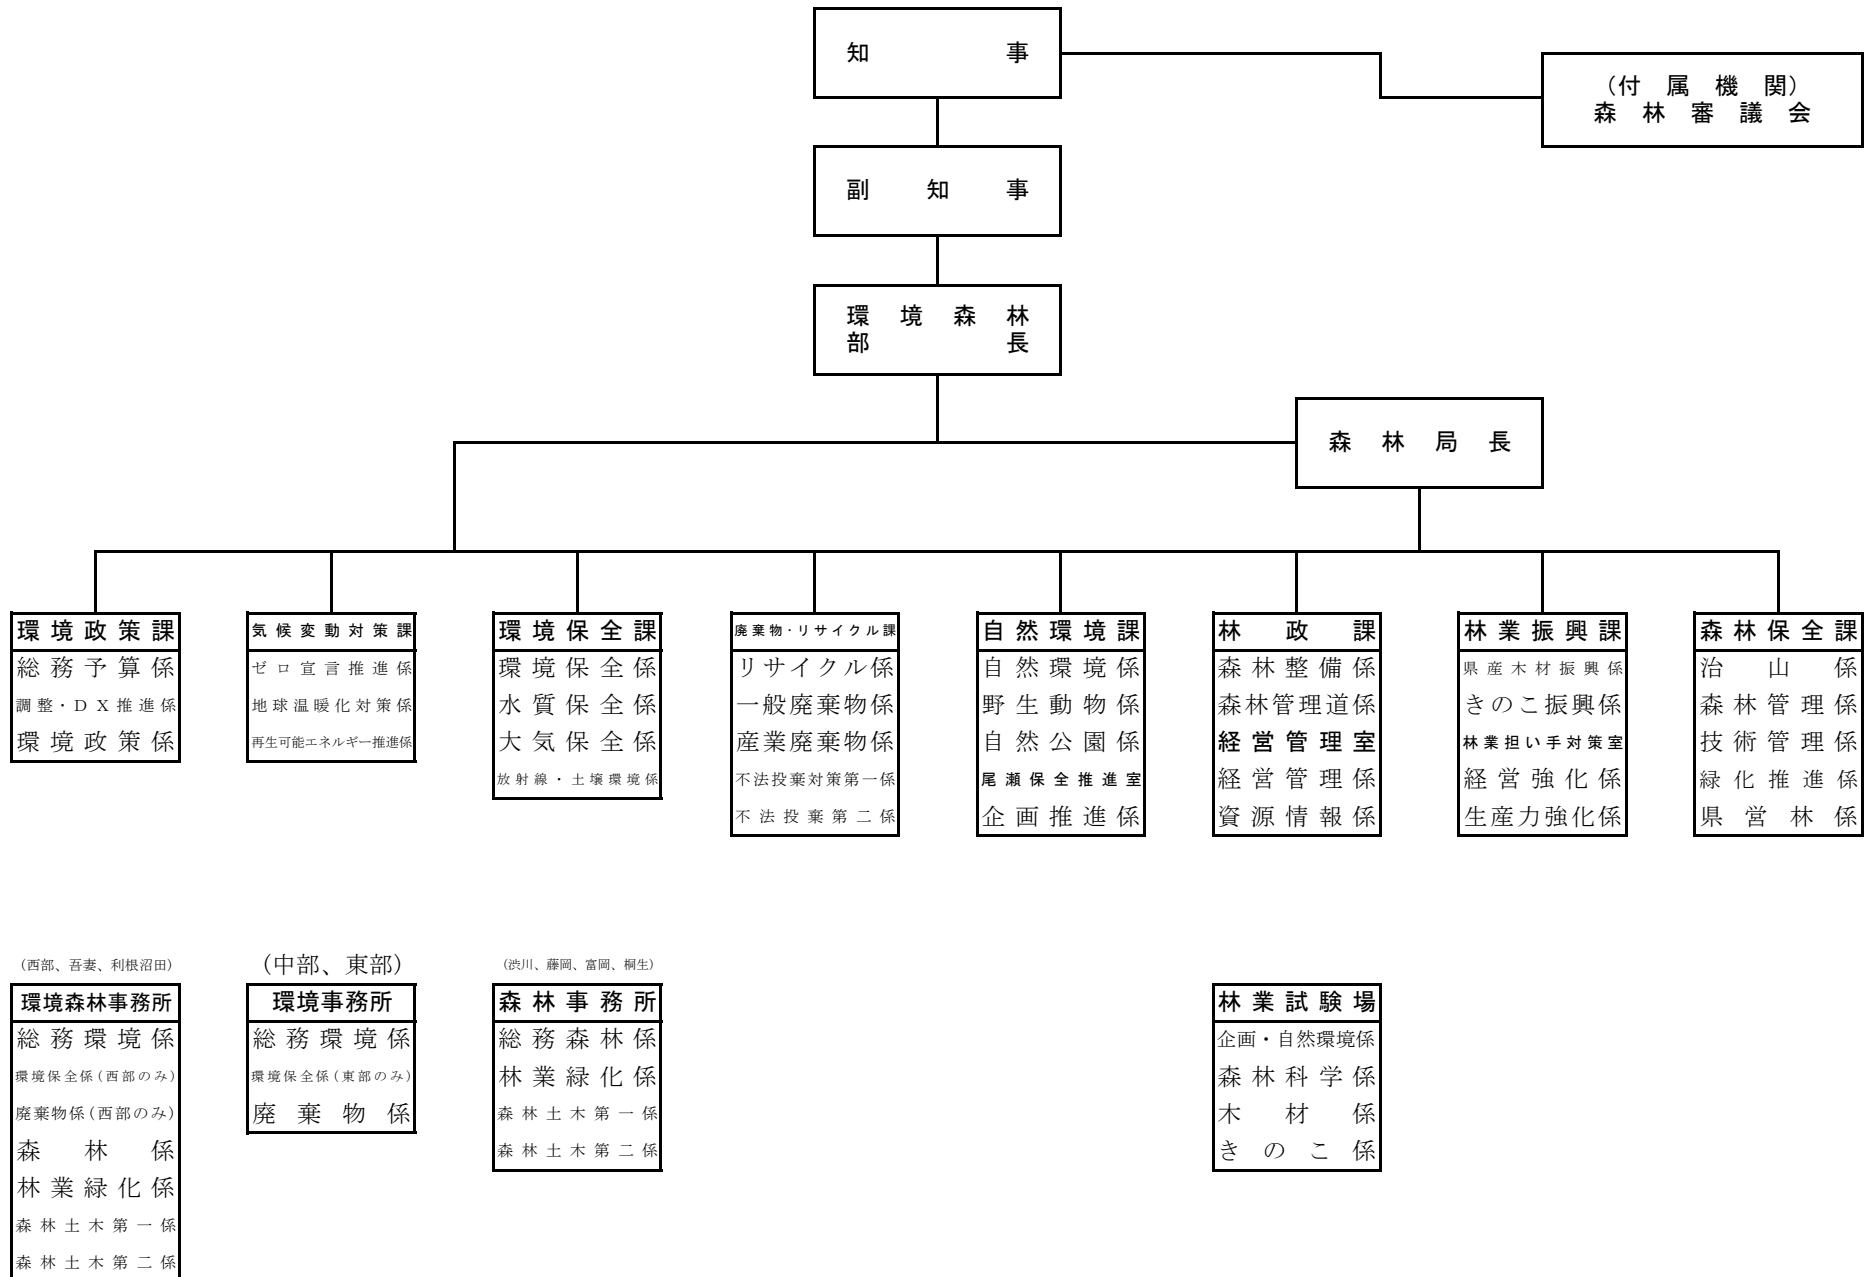 知事
（付属機関）
森林審議会
副知事
環境森林
部長
森林局長
環境政策課
総務予算係
調整・ＤＸ推進係
環境政策係
気候変動対策課
ゼロ宣言推進係
地球温暖化対策係
再生可能エネルギー推進係
環境保全課
環境保全係
水質保全係
大気保全係
放射線・土壌環境係
廃棄物・リサイクル課
リサイクル係
一般廃棄物係
産業廃棄物係
不法投棄対策第一係
不法投棄第二係
自然環境課
自然環境係
野生動物係
自然公園係
尾瀬保全推進室
企画推進係
林政課
森林整備係
森林管理道係
経営管理室
経営管理係
資源情報係
林業振興課
県産木材振興係
きのこ振興係
林業担い手対策室
経営強化係
生産力強化係
森林保全課
治山係
森林管理係
技術管理係
緑化推進係
県営林係
（西部、吾妻、利根沼田）
環境森林事務所
総務環境係
環境保全係（西部のみ）
廃棄物係（西部のみ）
森林係
林業緑化係
森林土木第一係
森林土木第二係
（中部、東部）
環境事務所
総務環境係
環境保全係（東部のみ）
廃棄物係
（渋川、藤岡、富岡、桐生）
森林事務所
総務森林係
林業緑化係
森林土木第一係
森林土木第二係
林業試験場
企画・自然環境係
森林科学係
木材係
きのこ係